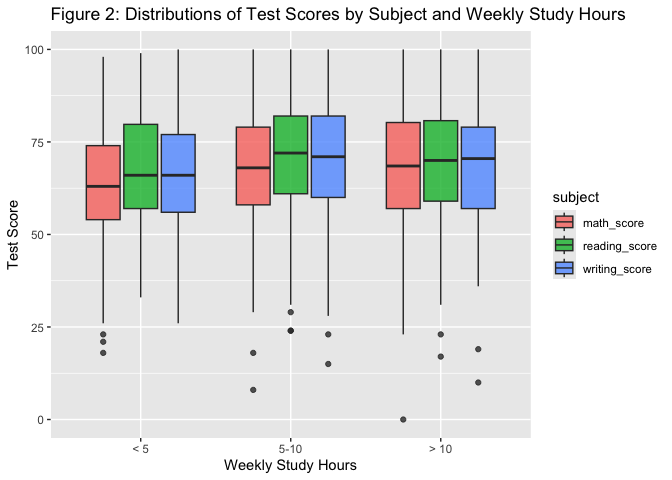 Figure 2: Distributions of Test Scores by Subject and Weekly Study Hours
100
75
50
25
0
Test Score
< 5
5-10
> 10
Weekly Study Hours
subject
math_score
reading_score
writing_score